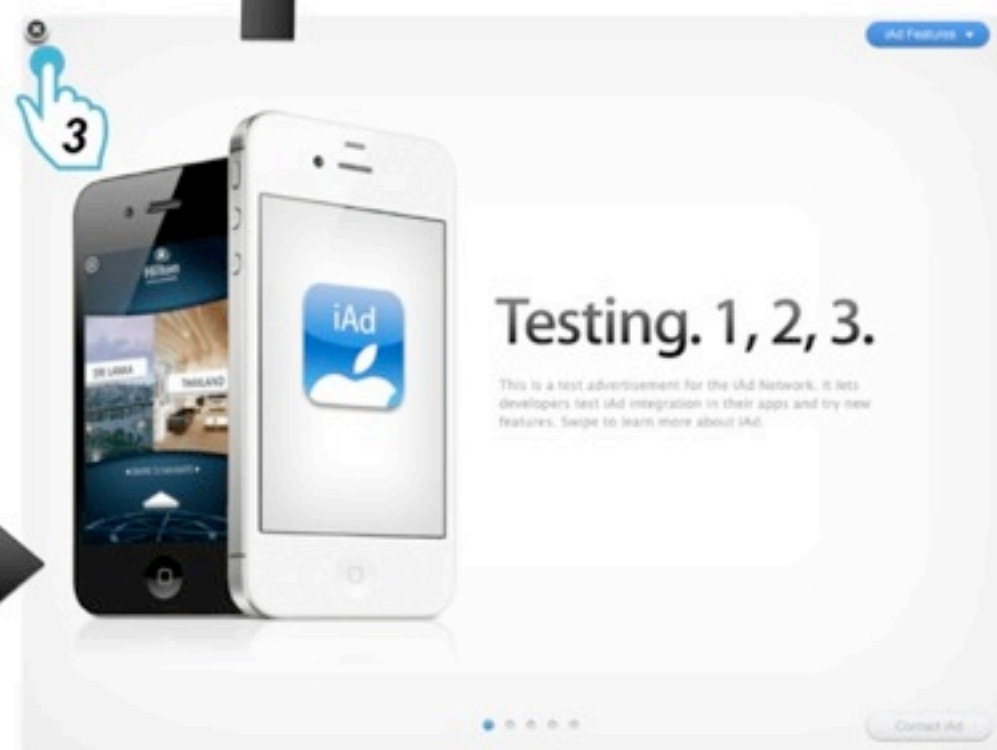 iAd Features
3
Hilton
SRI LANKA
THAILAND
iAd
Testing. 1, 2, 3.
This is a test advertisement for the iAd Network. It lets
developers test iAd integration in their apps and try new
features. Swipe to learn more about iAd.
Contact iAd